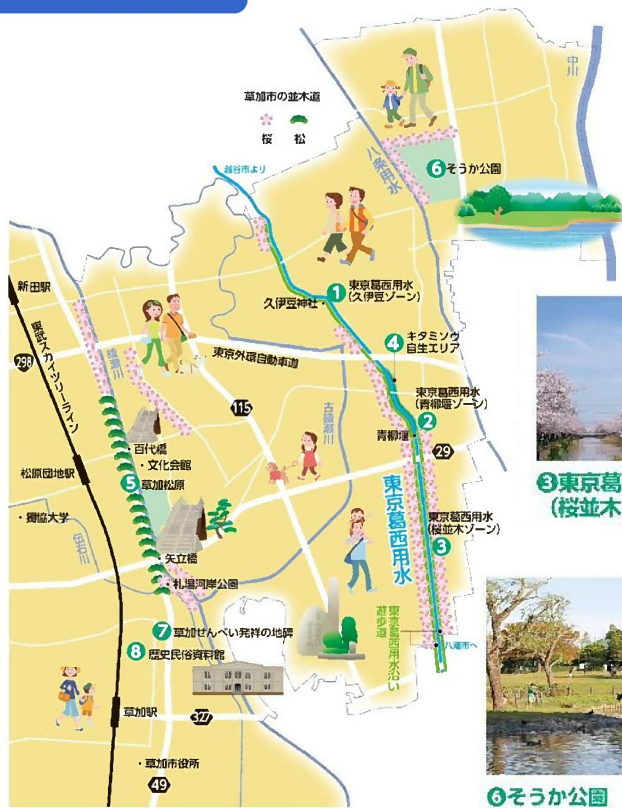 草加市の並木道
桜 松
越谷市より
八条用水
中川
⑥そうか公園
新田駅
東武スカイツリーライン
298
綾瀬川
久伊豆神社
①東京葛西用水
(久伊豆ゾーン)
④キタミソウ
自生エリア
東京外環自動車道
115
古綾瀬川
東京葛西用水
(青柳堰ゾーン)
②
青柳堰
29
百代橋
・文化会館
松原団地駅
⑤草加松原
・獨協大学
伝右川
矢立橋
札場河岸公園
東京葛西用水
東京葛西用水
(桜並木ゾーン)
③
東京葛西用水沿い
遊歩道
八潮市へ
⑦草加せんべい発祥の地碑
⑧歴史民俗資料館
草加駅
327
・草加市役所
49
③東京葛
(桜並木
⑥そうか公園